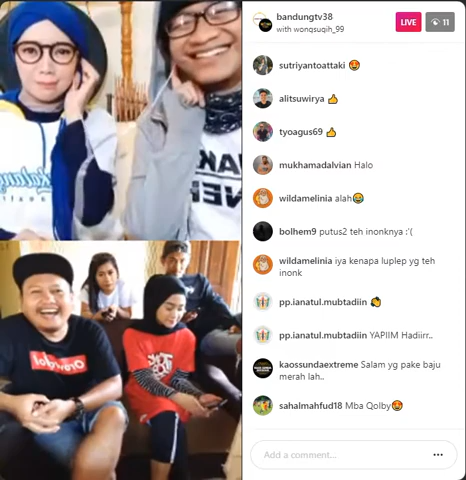 bandungtv38
with wonqsuqih_99
LIVE
11
sutriyantoattaki 😍
alitsuwirya 👍
tyoagus69 👍
mukhamadalvian Halo
wildamelinia alah😂
bolhem9 putus2 teh inonknya :'(
wildamelinia iya kenapa luplep yg teh
inonk
pp.ianatul.mubtadiin 👏
pp.ianatul.mubtadiin YAPIIM Hadiirr..
kaossundaextreme Salam yg pake baju
merah lah..
sahalmahfud18 Mba Qolby😍
Add a comment...